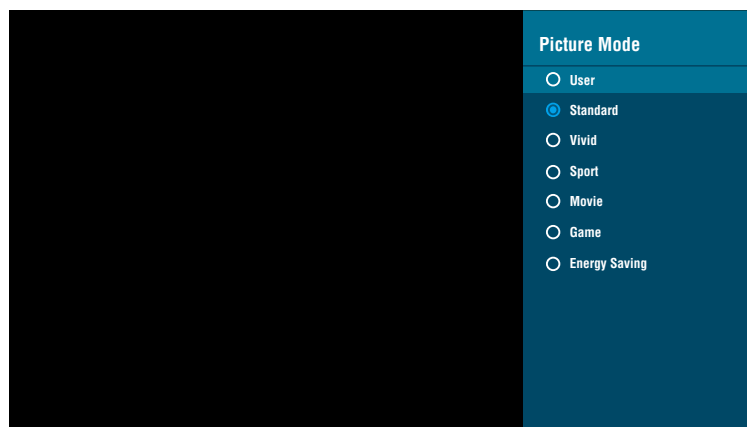 Picture Mode
User
Standard
Vivid
Sport
Movie
Game
Energy Saving